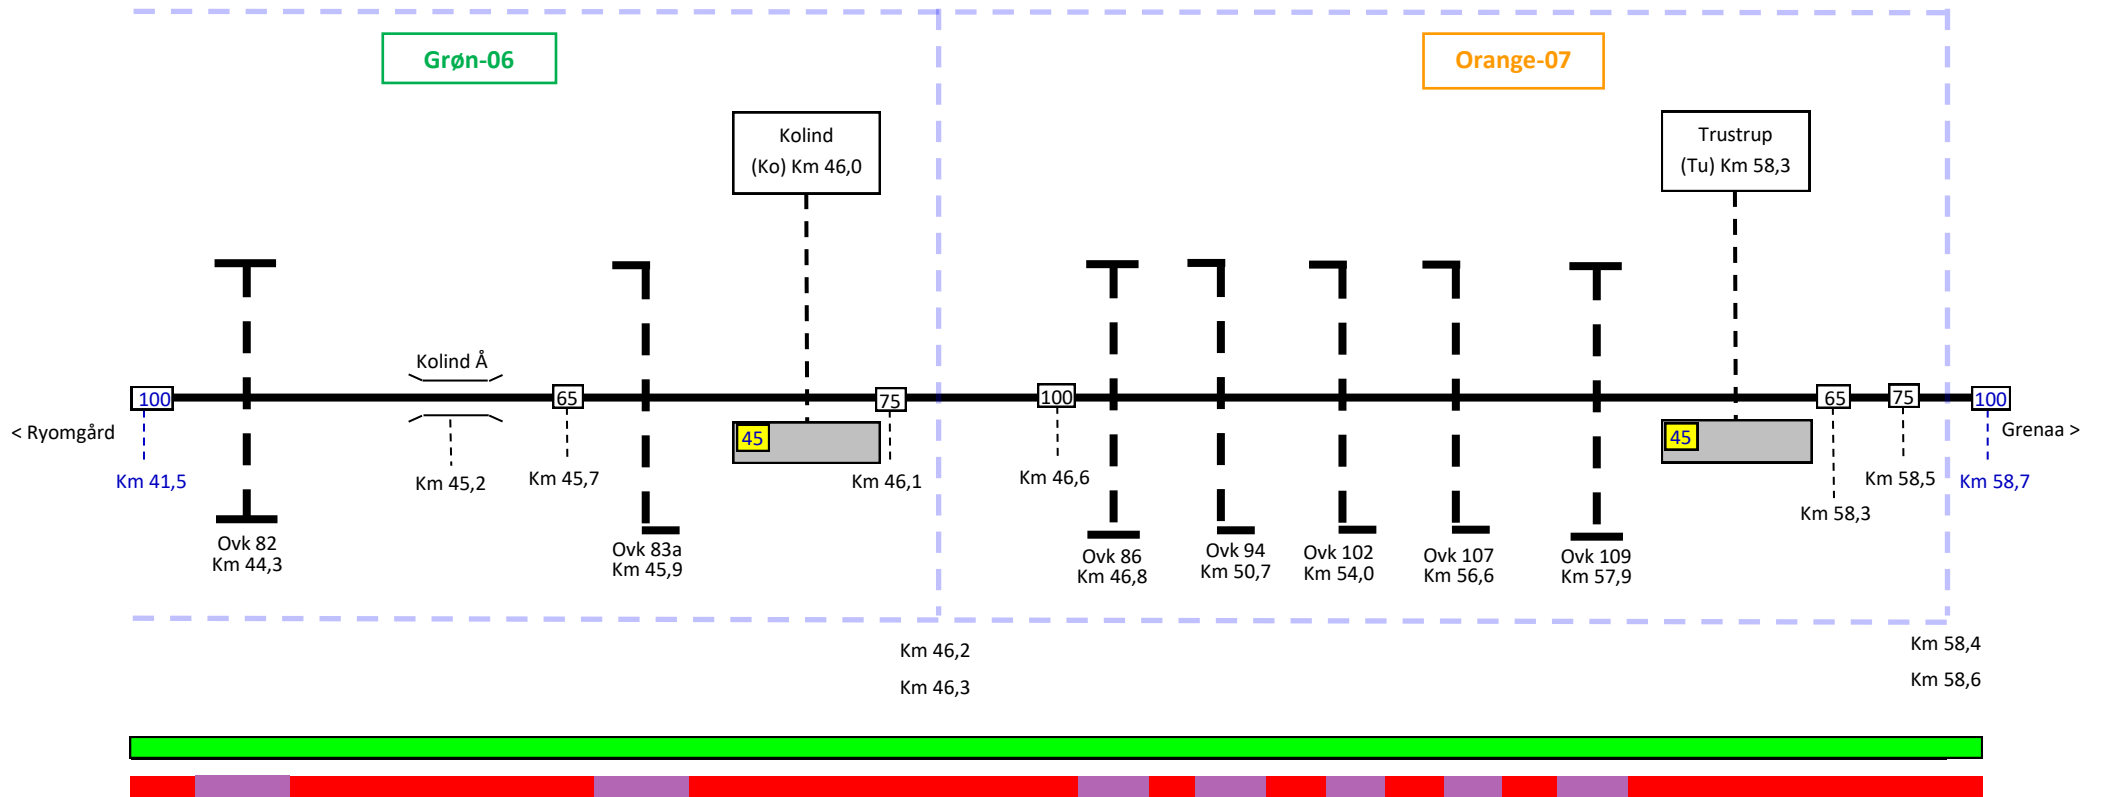 Grøn-06
Orange-07
Kolind
(Ko) Km 46,0
Trustrup
(Tu) Km 58,3
Kolind Å
100
65
75
100
65
75
100
< Ryomgård
45
45
Grenaa >
Km 41,5
Km 45,2
Km 45,7
Km 46,1
Km 46,6
Km 58,3
Km 58,5
Km 58,7
Ovk 82
Km 44,3
Ovk 83a
Km 45,9
Ovk 86
Km 46,8
Ovk 94
Km 50,7
Ovk 102
Km 54,0
Ovk 107
Km 56,6
Ovk 109
Km 57,9
Km 46,2
Km 46,3
Km 58,4
Km 58,6